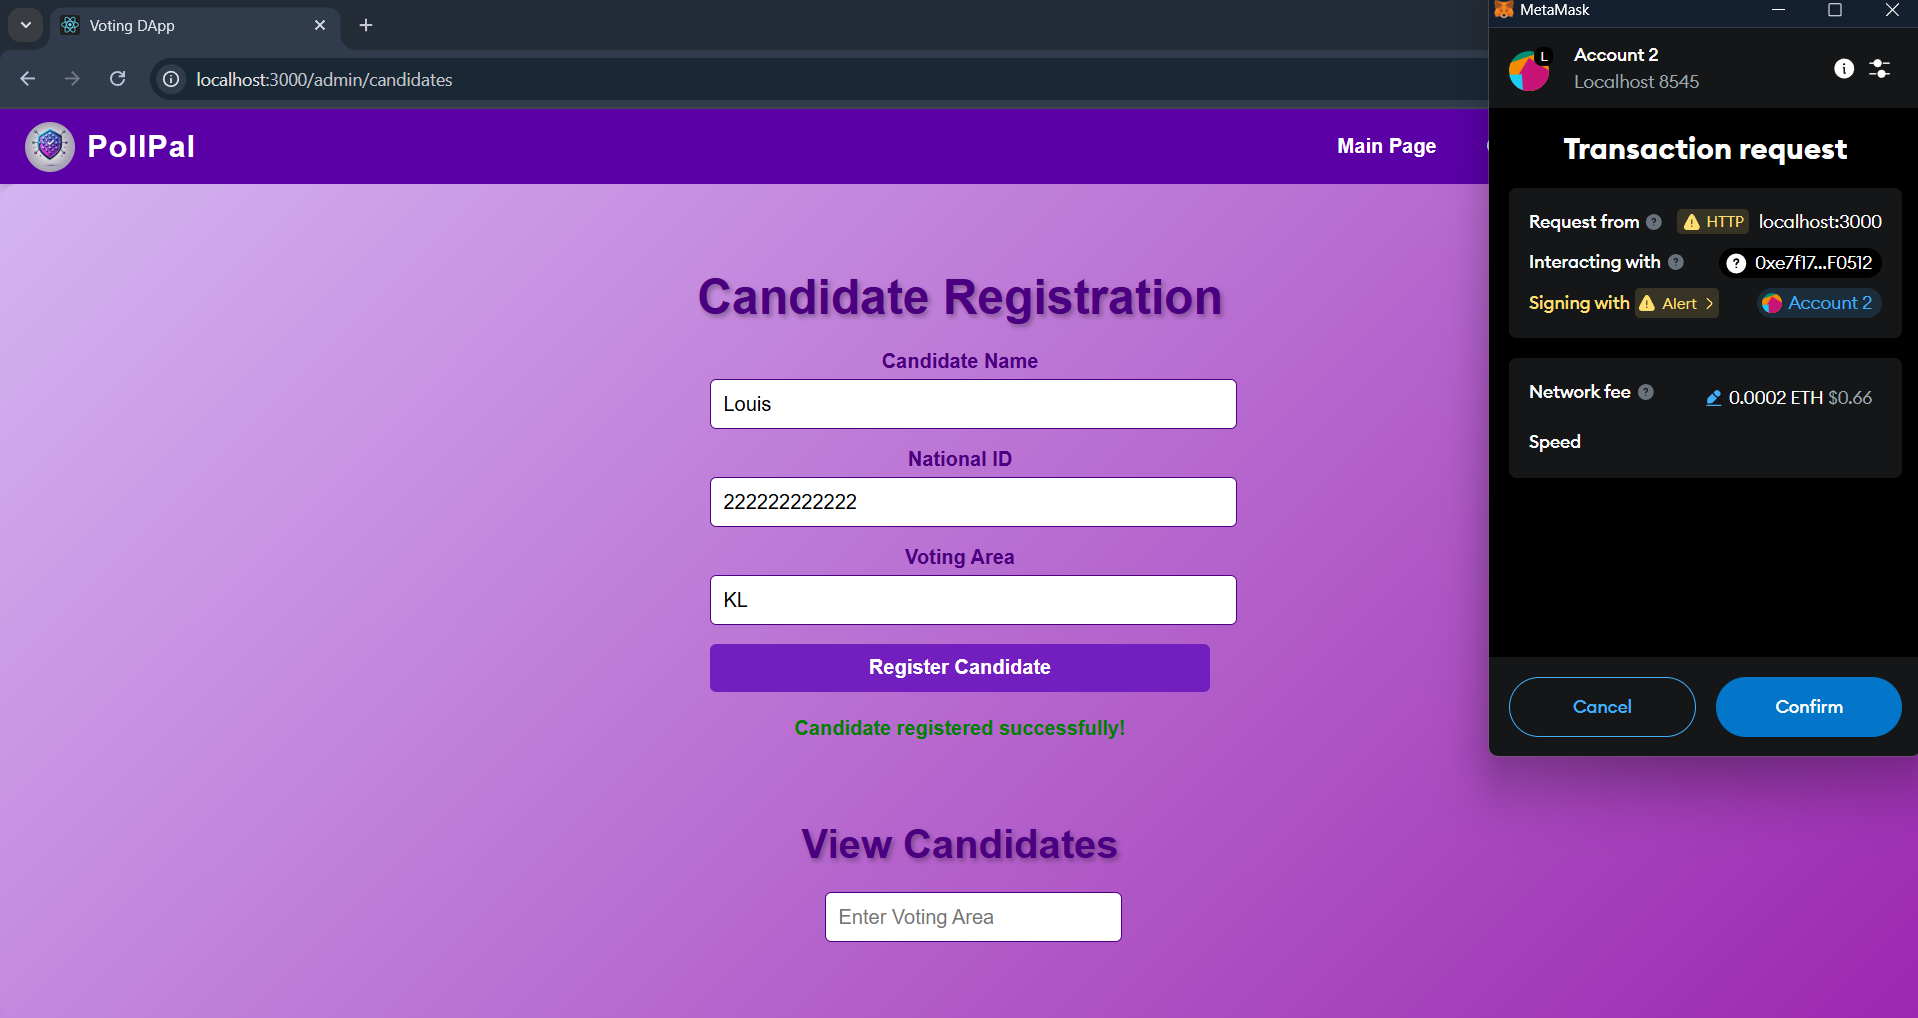 Voting DApp
localhost:3000/admin/candidates
PollPal
Main Page
Candidate Registration
Candidate Name
Louis
National ID
222222222222
Voting Area
KL
Register Candidate
Candidate registered successfully!
View Candidates
Enter Voting Area
MetaMask
L
Account 2
Localhost 8545
Transaction request
Request from ? HTTP localhost:3000
Interacting with ? ? 0xe7f17...F0512
Signing with Alert > Account 2
Network fee ? 0.0002 ETH $0.66
Speed
Cancel
Confirm